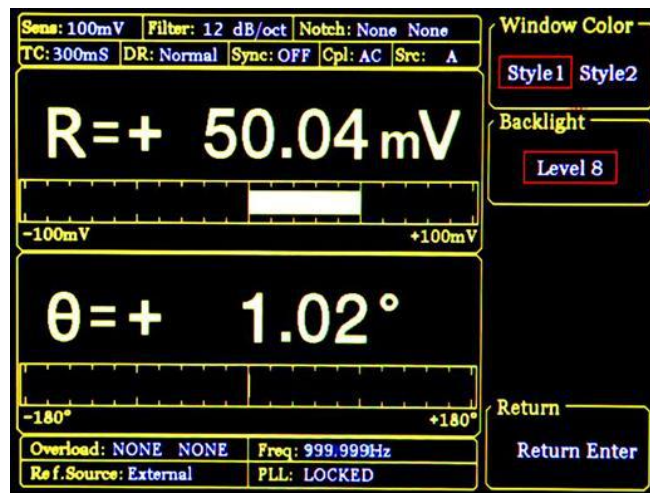 Sens: 100mV Filter: 12 dB/oct Notch: None None
TC: 300mS DR: Normal Sync: OFF Cpl: AC Src: A
R=+ 50.04 mV
-100mV +100mV
θ=+ 1.02°
-180° +180°
Overload: NONE NONE Freq: 999.999Hz
Ref.Source: External PLL: LOCKED
Window Color
Style1 Style2
Backlight
Level 8
Return
Return Enter